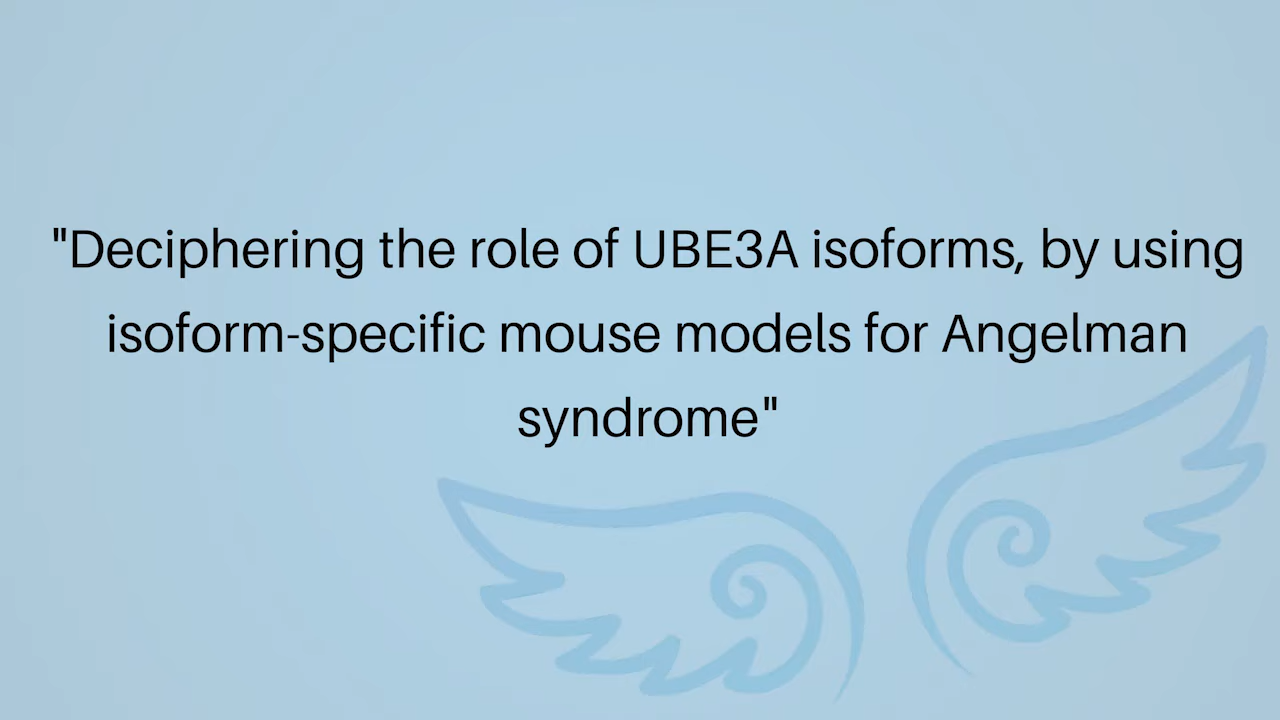 "Deciphering the role of UBE3A isoforms, by using
isoform-specific mouse models for Angelman
syndrome"